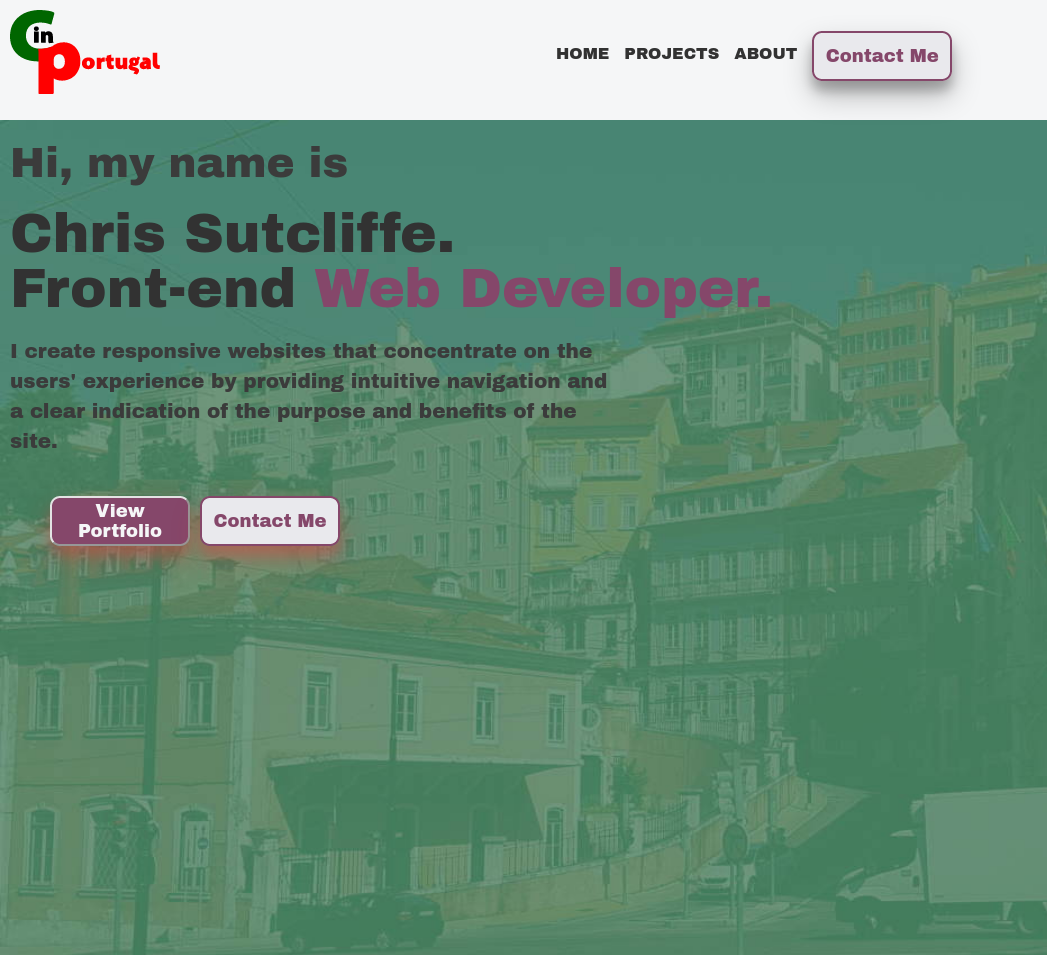 C in Portugal
HOME PROJECTS ABOUT Contact Me
Hi, my name is
Chris Sutcliffe.
Front-end Web Developer.
I create responsive websites that concentrate on the
users' experience by providing intuitive navigation and
a clear indication of the purpose and benefits of the
site.
View
Portfolio
Contact Me